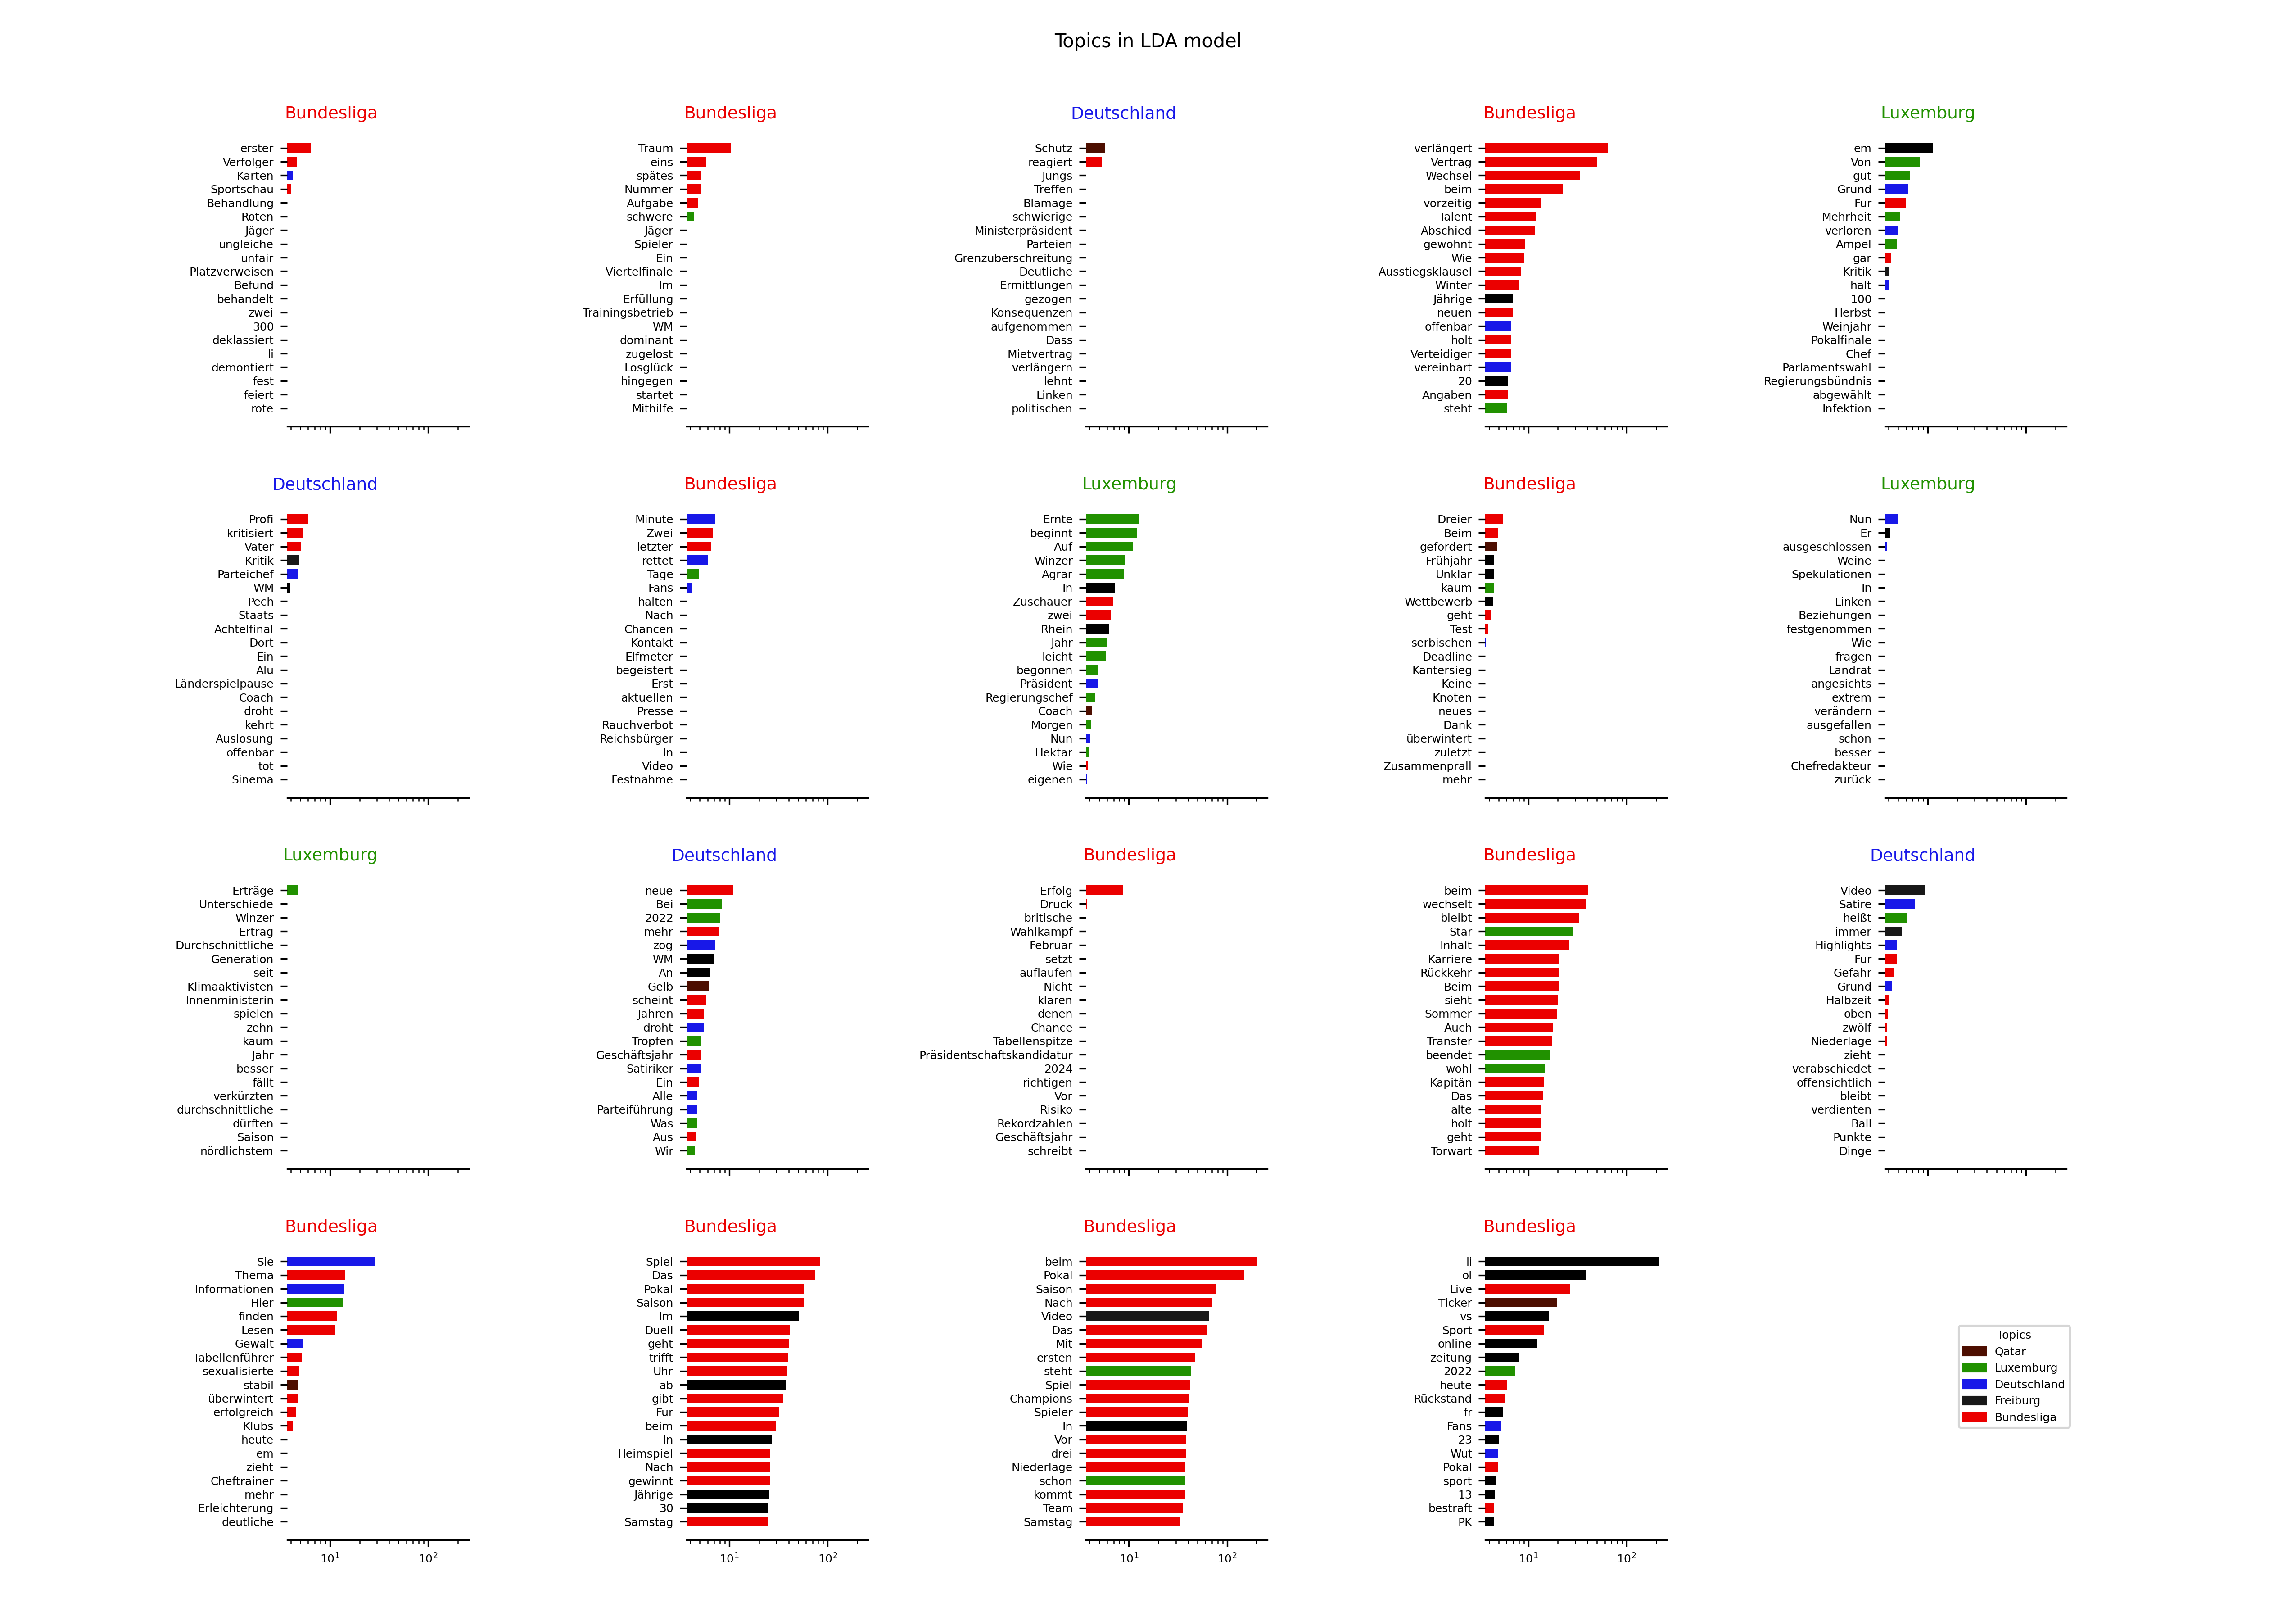 Topics in LDA model
Bundesliga
erster
Verfolger
Karten
Sportschau
Behandlung
Roten
Jäger
ungleiche
unfair
Platzverweisen
Befund
behandelt
zwei
300
deklassiert
li
demontiert
fest
feiert
rote
Bundesliga
Traum
eins
spätes
Nummer
Aufgabe
schwere
Jäger
Spieler
Ein
Viertelfinale
Im
Erfüllung
Trainingsbetrieb
WM
dominant
zugelost
Losglück
hingegen
startet
Mithilfe
Deutschland
Schutz
reagiert
Jungs
Treffen
Blamage
schwierige
Ministerpräsident
Parteien
Grenzüberschreitung
Deutliche
Ermittlungen
gezogen
Konsequenzen
aufgenommen
Dass
Mietvertrag
verlängern
lehnt
Linken
politischen
Bundesliga
verlängert
Vertrag
Wechsel
beim
vorzeitig
Talent
Abschied
gewohnt
Wie
Ausstiegsklausel
Winter
Jährige
neuen
offenbar
holt
Verteidiger
vereinbart
20
Angaben
steht
Luxemburg
em
Von
gut
Grund
Für
Mehrheit
verloren
Ampel
gar
Kritik
hält
100
Herbst
Weinjahr
Pokalfinale
Chef
Parlamentswahl
Regierungsbündnis
abgewählt
Infektion
Deutschland
Profi
kritisiert
Vater
Kritik
Parteichef
WM
Pech
Staats
Achtelfinal
Dort
Ein
Alu
Länderspielpause
Coach
droht
kehrt
Auslosung
offenbar
tot
Sinema
Bundesliga
Minute
Zwei
letzter
rettet
Tage
Fans
halten
Nach
Chancen
Kontakt
Elfmeter
begeistert
Erst
aktuellen
Presse
Rauchverbot
Reichsbürger
In
Video
Festnahme
Luxemburg
Ernte
beginnt
Auf
Winzer
Agrar
In
Zuschauer
zwei
Rhein
Jahr
leicht
begonnen
Präsident
Regierungschef
Coach
Morgen
Nun
Hektar
Wie
eigenen
Bundesliga
Dreier
Beim
gefordert
Frühjahr
Unklar
kaum
Wettbewerb
geht
Test
serbischen
Deadline
Kantersieg
Keine
Knoten
neues
Dank
überwintert
zuletzt
Zusammenprall
mehr
Luxemburg
Nun
Er
ausgeschlossen
Weine
Spekulationen
In
Linken
Beziehungen
festgenommen
Wie
fragen
Landrat
angesichts
extrem
verändern
ausgefallen
schon
besser
Chefredakteur
zurück
Luxemburg
Erträge
Unterschiede
Winzer
Ertrag
Durchschnittliche
Generation
seit
Klimaaktivisten
Innenministerin
spielen
zehn
kaum
Jahr
besser
fällt
verkürzten
durchschnittliche
dürften
Saison
nördlichstem
Deutschland
neue
Bei
2022
mehr
zog
WM
An
Gelb
scheint
Jahren
droht
Tropfen
Geschäftsjahr
Satiriker
Ein
Alle
Parteiführung
Was
Aus
Wir
Bundesliga
Erfolg
Druck
britische
Wahlkampf
Februar
setzt
auflaufen
Nicht
klaren
denen
Chance
Tabellenspitze
Präsidentschaftskandidatur
2024
richtigen
Vor
Risiko
Rekordzahlen
Geschäftsjahr
schreibt
Bundesliga
beim
wechselt
bleibt
Star
Inhalt
Karriere
Rückkehr
Beim
sieht
Sommer
Auch
Transfer
beendet
wohl
Kapitän
Das
alte
holt
geht
Torwart
Deutschland
Video
Satire
heißt
immer
Highlights
Für
Gefahr
Grund
Halbzeit
oben
zwölf
Niederlage
zieht
verabschiedet
offensichtlich
bleibt
verdienten
Ball
Punkte
Dinge
Bundesliga
Sie
Thema
Informationen
Hier
finden
Lesen
Gewalt
Tabellenführer
sexualisierte
stabil
überwintert
erfolgreich
Klubs
heute
em
zieht
Cheftrainer
mehr
Erleichterung
deutliche
10¹ 10²
Bundesliga
Spiel
Das
Pokal
Saison
Im
Duell
geht
trifft
Uhr
ab
gibt
Für
beim
In
Heimspiel
Nach
gewinnt
Jährige
30
Samstag
10¹ 10²
Bundesliga
beim
Pokal
Saison
Nach
Video
Das
Mit
ersten
steht
Spiel
Champions
Spieler
In
Vor
drei
Niederlage
schon
kommt
Team
Samstag
10¹ 10²
Bundesliga
li
ol
Live
Ticker
vs
Sport
online
zeitung
2022
heute
Rückstand
fr
Fans
23
Wut
Pokal
sport
13
bestraft
PK
10¹ 10²
Topics
Qatar
Luxemburg
Deutschland
Freiburg
Bundesliga